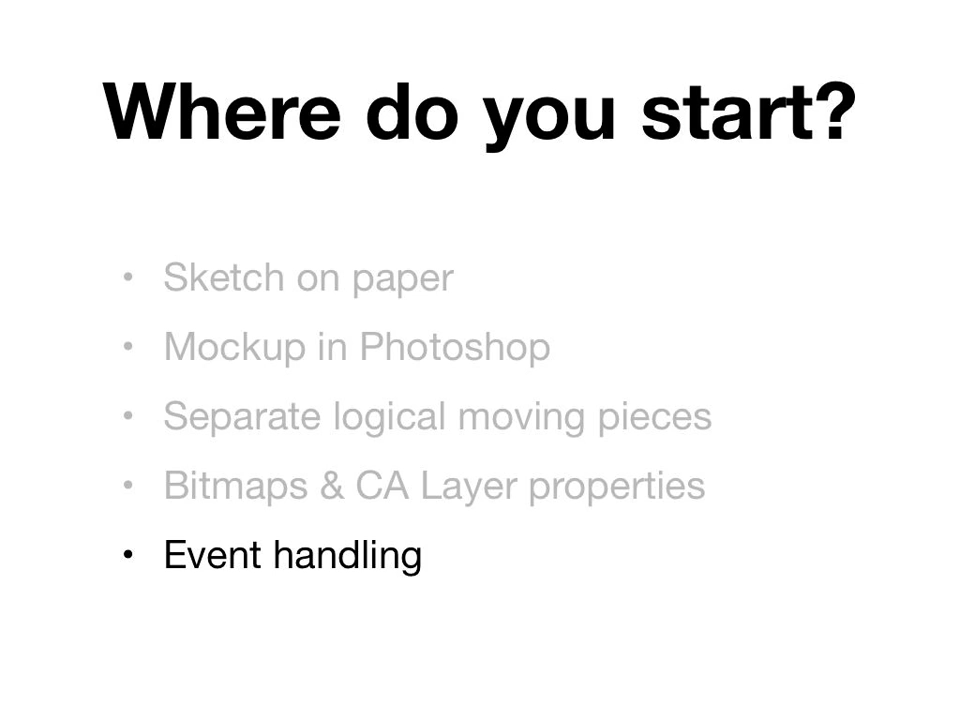 Where do you start?
• Sketch on paper
• Mockup in Photoshop
• Separate logical moving pieces
• Bitmaps & CA Layer properties
• Event handling